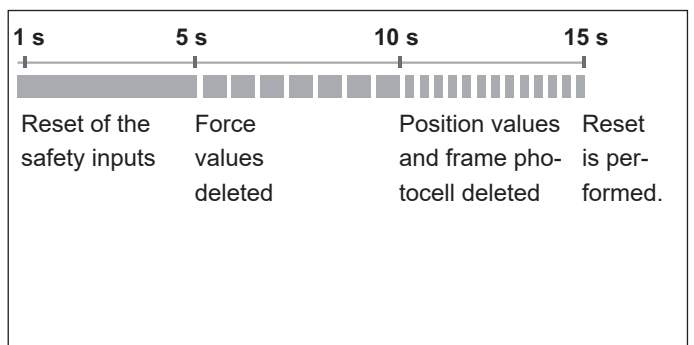 1 s 5 s 10 s 15 s
Reset of the Force Position values Reset
safety inputs values and frame pho- is per-
deleted tocell deleted formed.